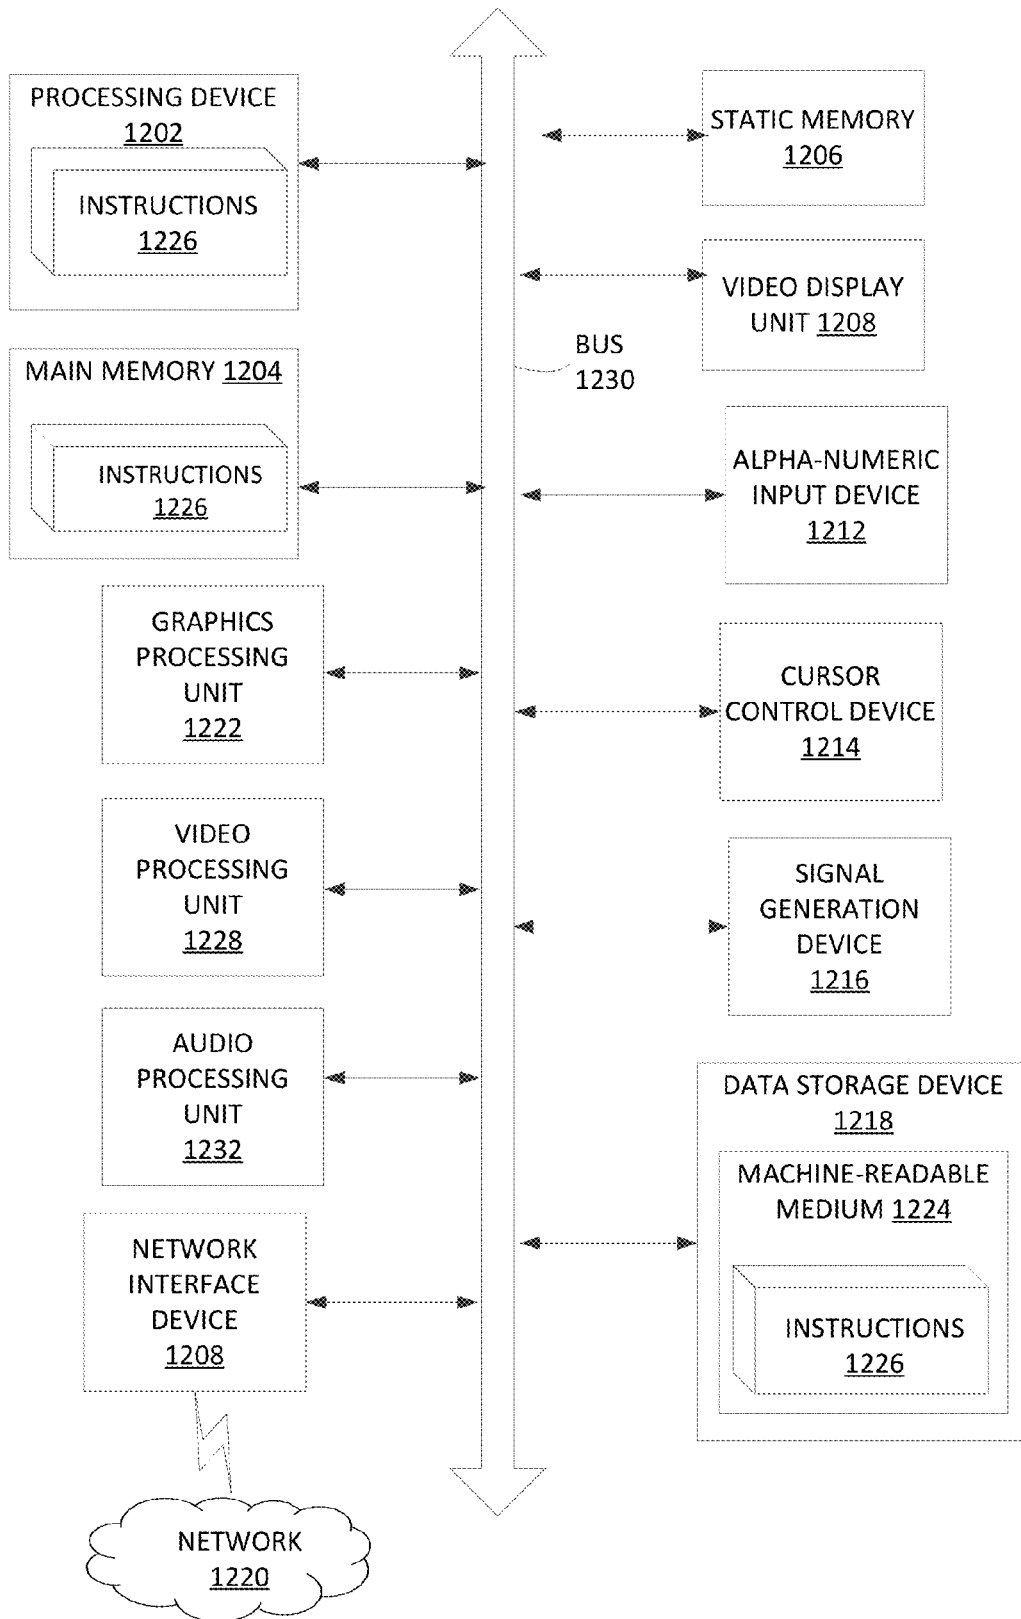 PROCESSING DEVICE
1202
INSTRUCTIONS
1226
MAIN MEMORY 1204
INSTRUCTIONS
1226
GRAPHICS
PROCESSING
UNIT
1222
VIDEO
PROCESSING
UNIT
1228
AUDIO
PROCESSING
UNIT
1232
NETWORK
INTERFACE
DEVICE
1208
NETWORK
1220
BUS
1230
STATIC MEMORY
1206
VIDEO DISPLAY
UNIT 1208
ALPHA-NUMERIC
INPUT DEVICE
1212
CURSOR
CONTROL DEVICE
1214
SIGNAL
GENERATION
DEVICE
1216
DATA STORAGE DEVICE
1218
MACHINE-READABLE
MEDIUM 1224
INSTRUCTIONS
1226